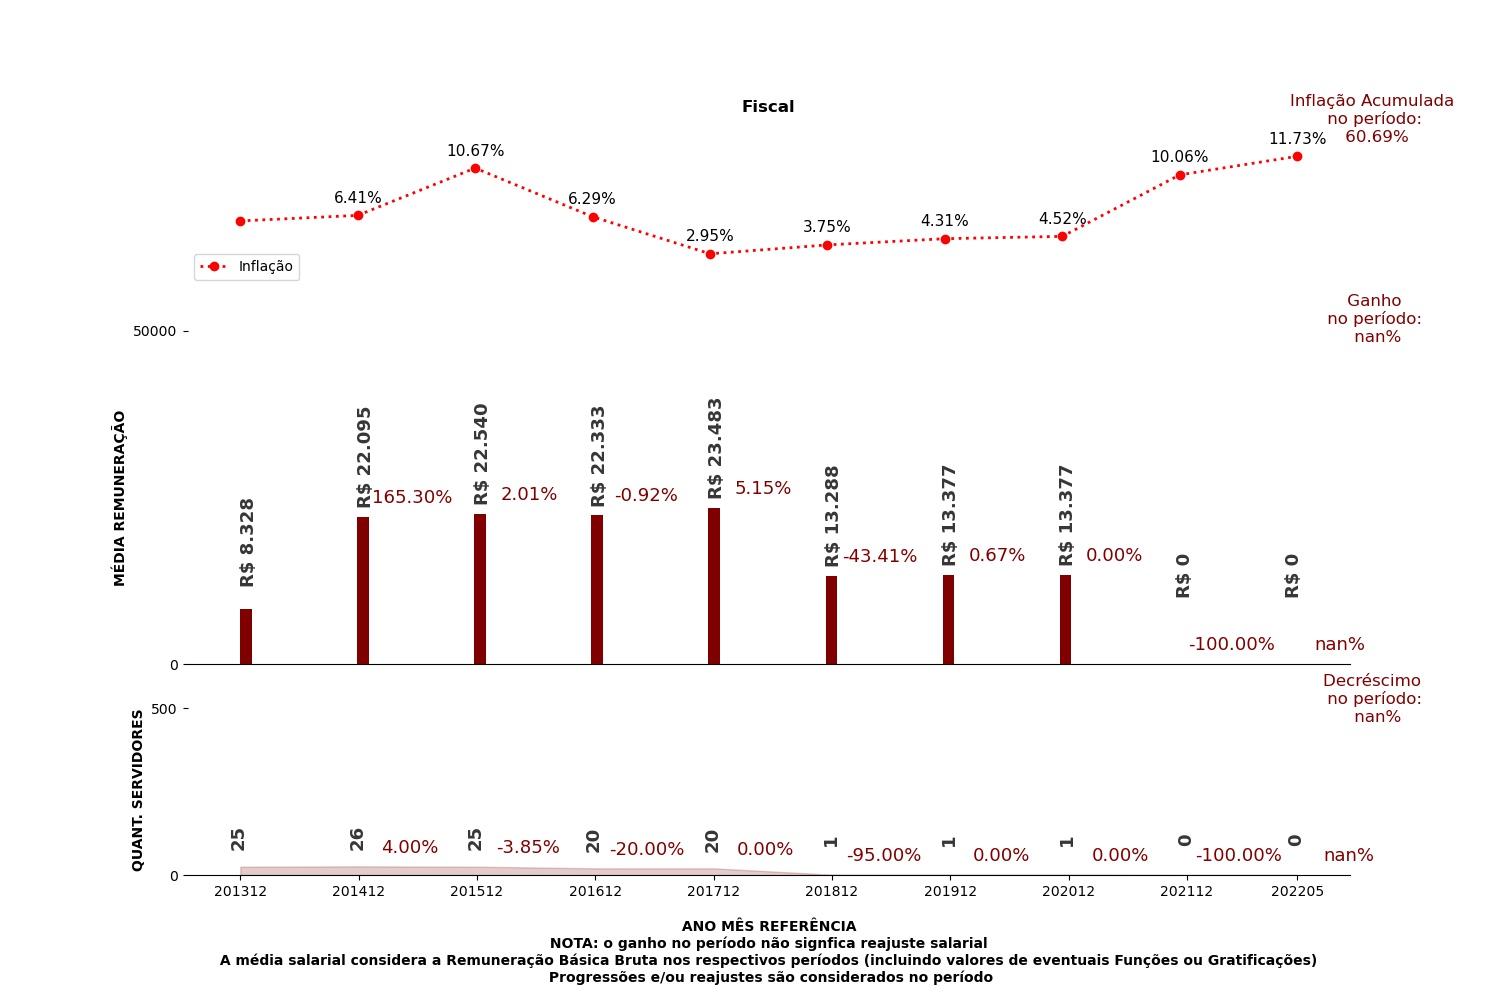 Fiscal
Inflação Acumulada
no período:
60.69%
6.41%
10.67%
6.29%
2.95%
3.75%
4.31%
4.52%
10.06%
11.73%
Inflação
Ganho
no período:
nan%
50000
0
MÉDIA REMUNERAÇÃO
R$ 8.328
R$ 22.095
R$ 22.540
R$ 22.333
R$ 23.483
R$ 13.288
R$ 13.377
R$ 13.377
R$ 0
R$ 0
165.30%
2.01%
-0.92%
5.15%
-43.41%
0.67%
0.00%
-100.00%
nan%
Decréscimo
no período:
nan%
500
0
QUANT. SERVIDORES
25
26
25
20
20
1
1
1
0
0
4.00%
-3.85%
-20.00%
0.00%
-95.00%
0.00%
0.00%
-100.00%
nan%
201312
201412
201512
201612
201712
201812
201912
202012
202112
202205
ANO MÊS REFERÊNCIA
NOTA: o ganho no período não signfica reajuste salarial
A média salarial considera a Remuneração Básica Bruta nos respectivos períodos (incluindo valores de eventuais Funções ou Gratificações)
Progressões e/ou reajustes são considerados no período